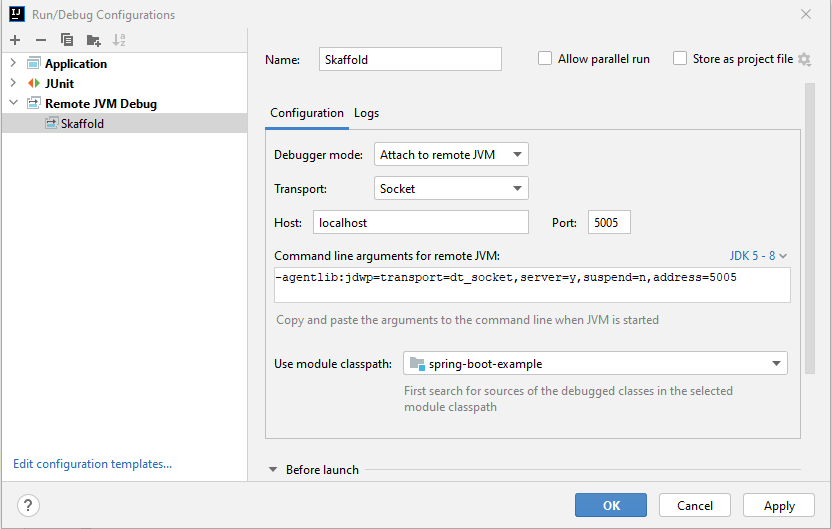 IJ
Run/Debug Configurations
Application
JUnit
Remote JVM Debug
Skaffold
Edit configuration templates...
Name: Skaffold Allow parallel run Store as project file
Configuration Logs
Debugger mode: Attach to remote JVM
Transport: Socket
Host: localhost Port: 5005
Command line arguments for remote JVM: JDK 5 - 8
-agentlib:jdwp=transport=dt_socket,server=y,suspend=n,address=5005
Copy and paste the arguments to the command line when JVM is started
Use module classpath: spring-boot-example
First search for sources of the debugged classes in the selected
module classpath
Before launch
? OK Cancel Apply